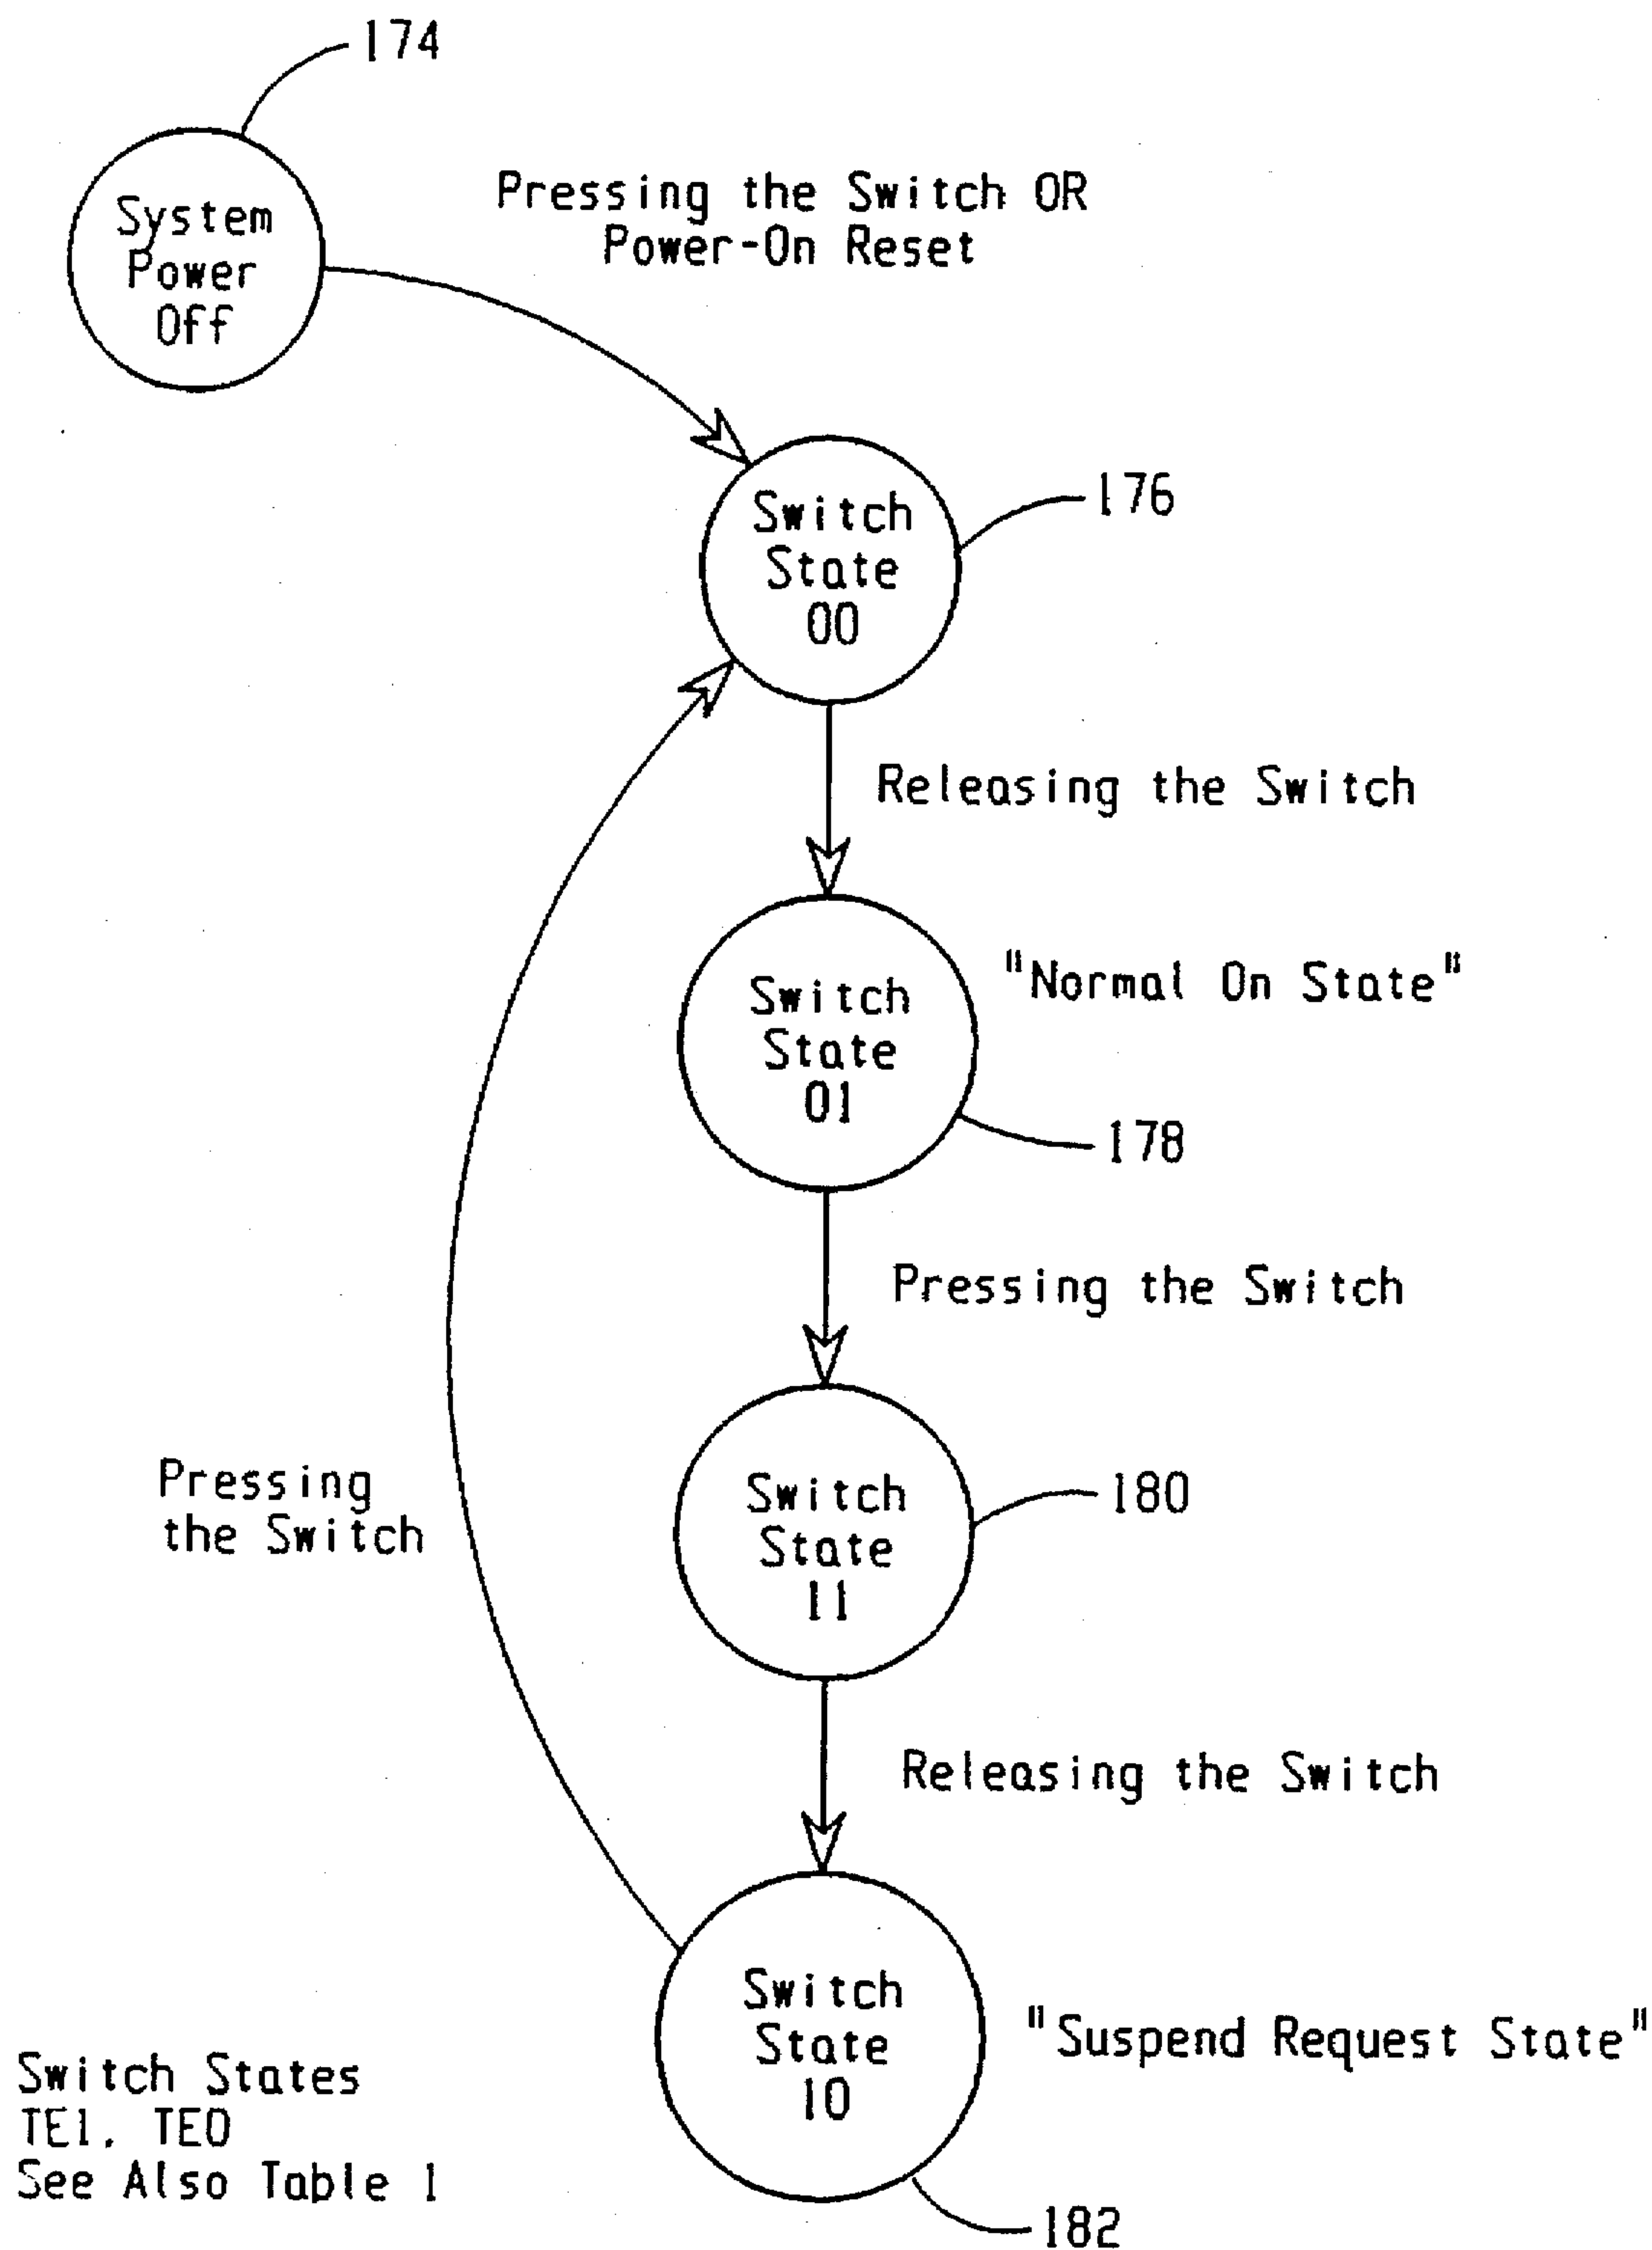 174
System
Power
Off
Pressing the Switch OR
Power-On Reset
176
Switch
State
00
Releasing the Switch
"Normal On State"
Switch
State
01
178
Pressing the Switch
Pressing
the Switch
Switch
State
11
180
Releasing the Switch
Switch
State
10
"Suspend Request State"
Switch States
TE1, TE0
See Also Table 1
182